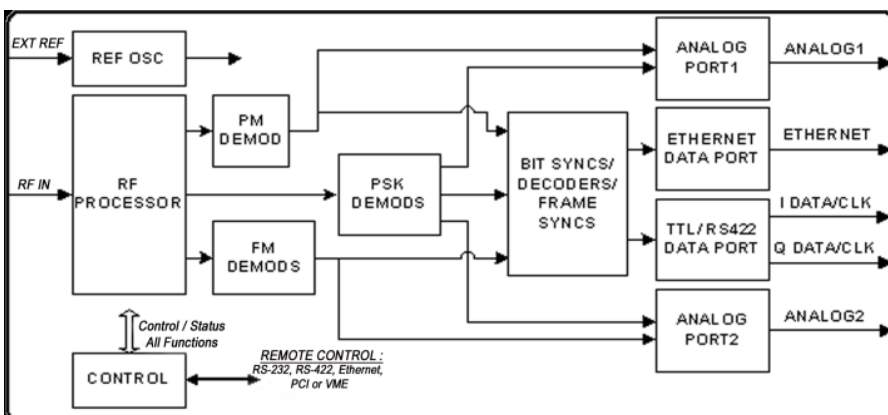 EXT REF
REF OSC
ANALOG
PORT1
ANALOG1
PM
DEMOD
ETHERNET
DATA PORT
ETHERNET
RF IN
RF
PROCESSOR
PSK
DEMODS
BIT SYNCS/
DECODERS/
FRAME
SYNCS
I DATA/CLK
TTL/RS422
DATA PORT
Q DATA/CLK
FM
DEMODS
ANALOG
PORT2
ANALOG2
Control / Status
All Functions
CONTROL
REMOTE CONTROL :
RS-232, RS-422, Ethernet,
PCI or VME